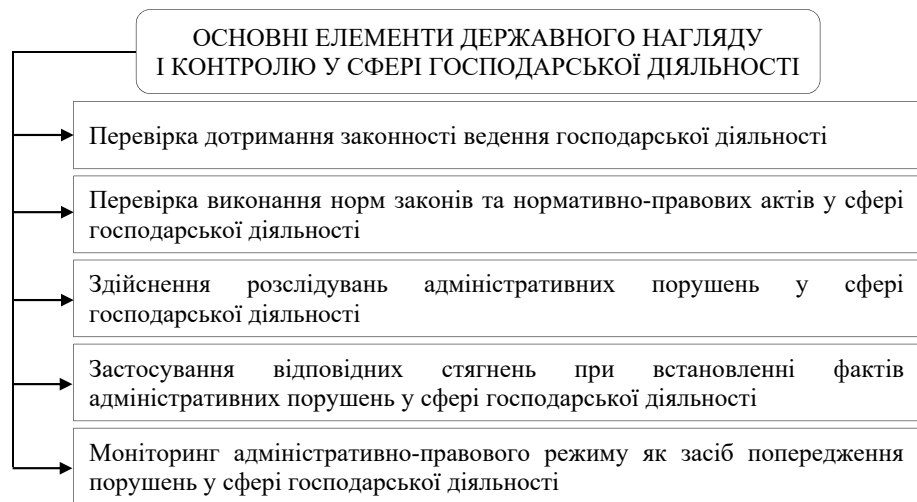 ОСНОВНІ ЕЛЕМЕНТИ ДЕРЖАВНОГО НАГЛЯДУ
І КОНТРОЛЮ У СФЕРІ ГОСПОДАРСЬКОЇ ДІЯЛЬНОСТІ
Перевірка дотримання законності ведення господарської діяльності
Перевірка виконання норм законів та нормативно-правових актів у сфері
господарської діяльності
Здійснення розслідувань адміністративних порушень у сфері
господарської діяльності
Застосування відповідних стягнень при встановленні фактів
адміністративних порушень у сфері господарської діяльності
Моніторинг адміністративно-правового режиму як засіб попередження
порушень у сфері господарської діяльності